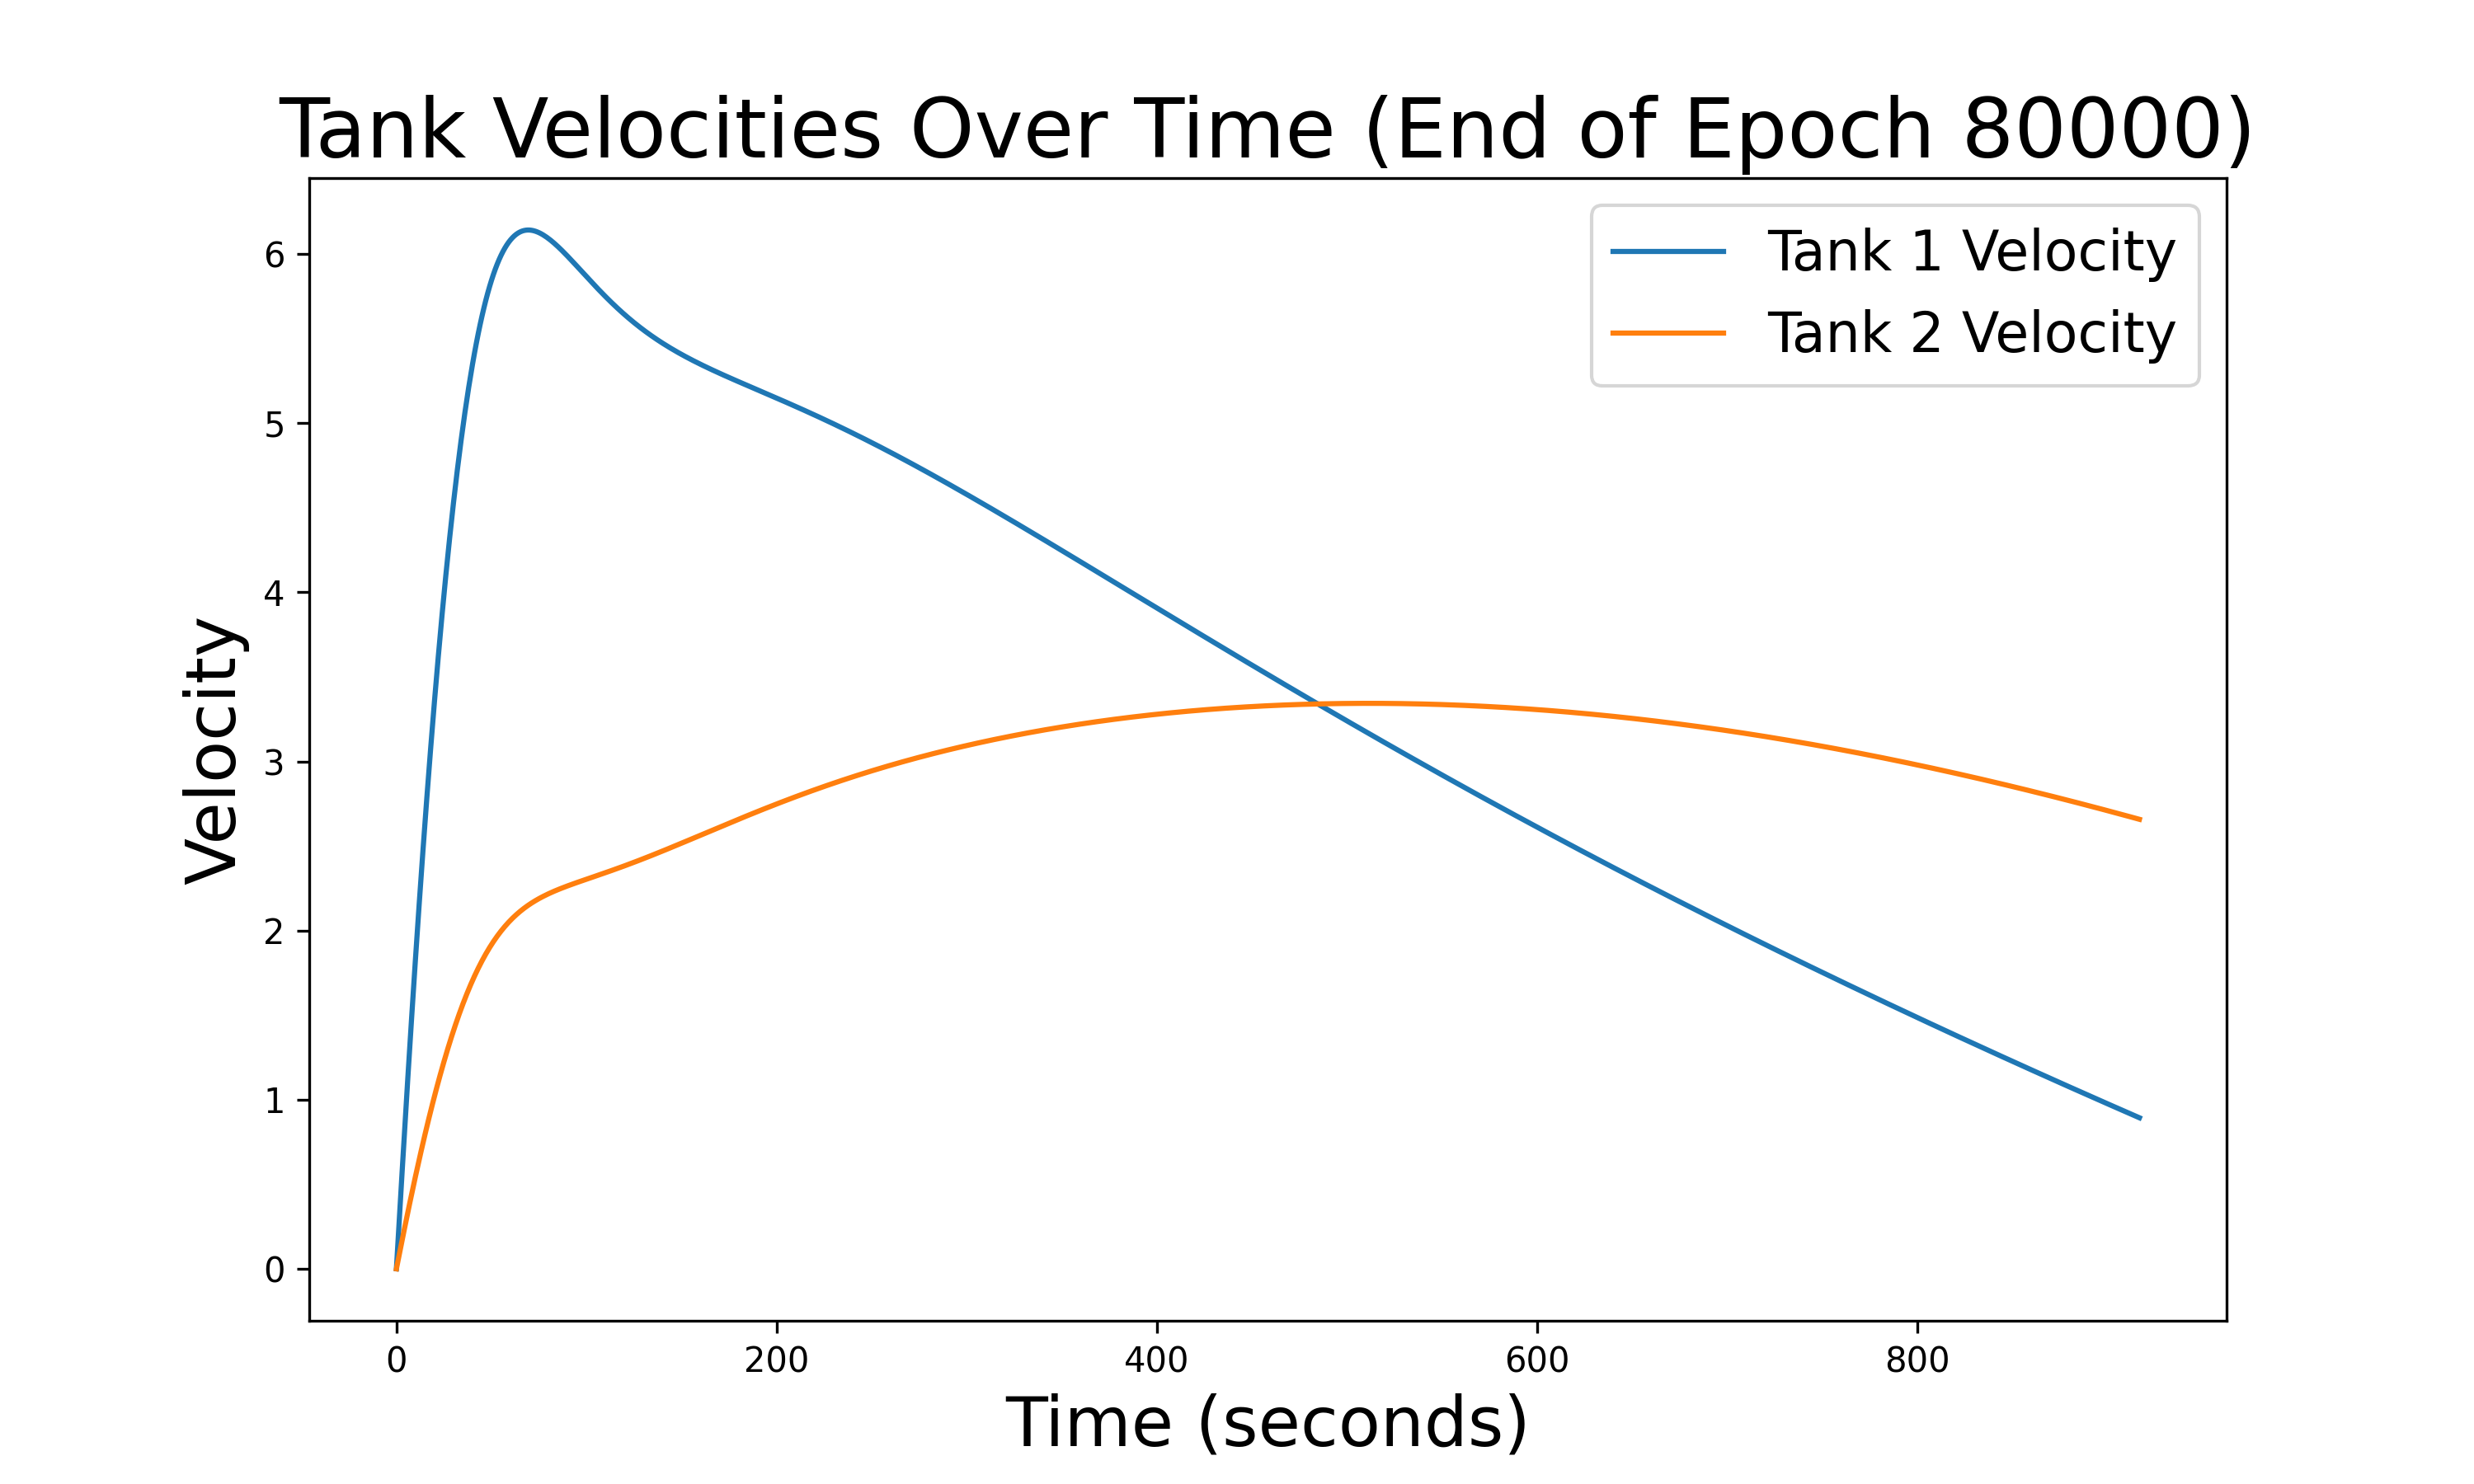 Tank Velocities Over Time (End of Epoch 80000)
Tank 1 Velocity
Tank 2 Velocity
Velocity
6
5
4
3
2
1
0
0 200 400 600 800
Time (seconds)